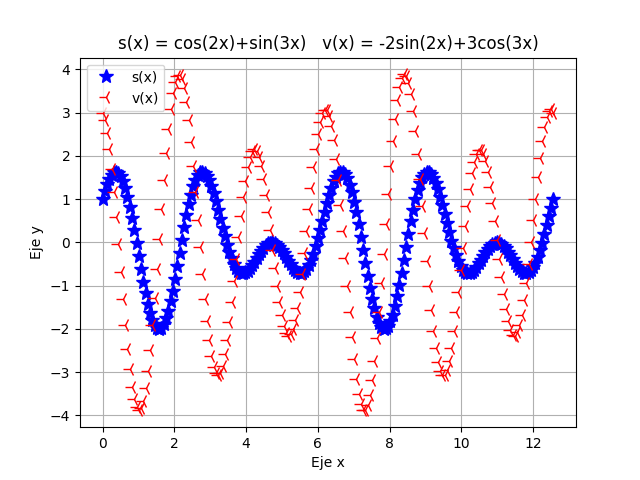 s(x) = cos(2x)+sin(3x)   v(x) = -2sin(2x)+3cos(3x)
s(x)
v(x)
4
3
2
1
0
−1
−2
−3
−4
Eje y
0 2 4 6 8 10 12
Eje x